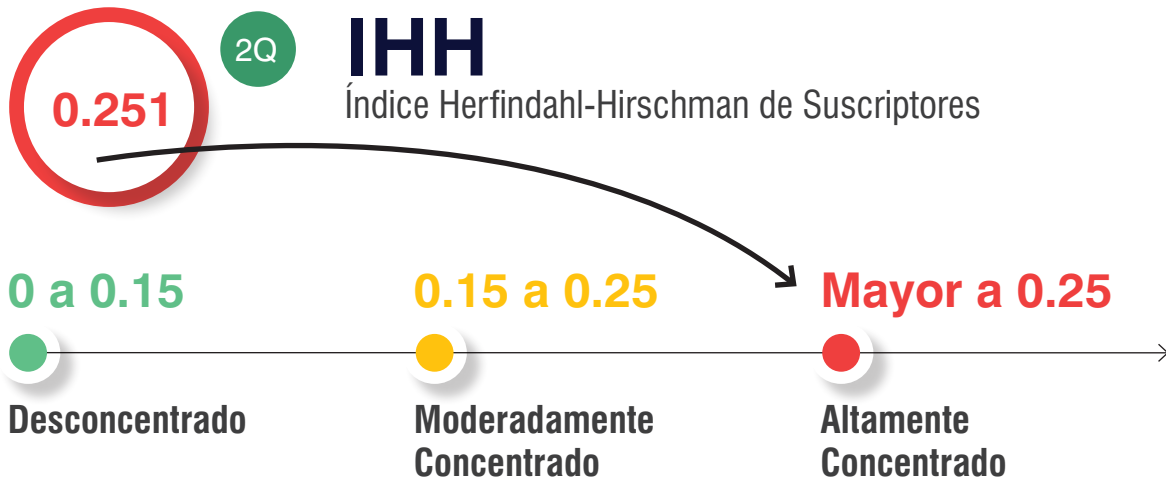 0.251
2Q
IHH
Índice Herfindahl-Hirschman de Suscriptores
0 a 0.15
0.15 a 0.25
Mayor a 0.25
Desconcentrado
Moderadamente
Concentrado
Altamente
Concentrado